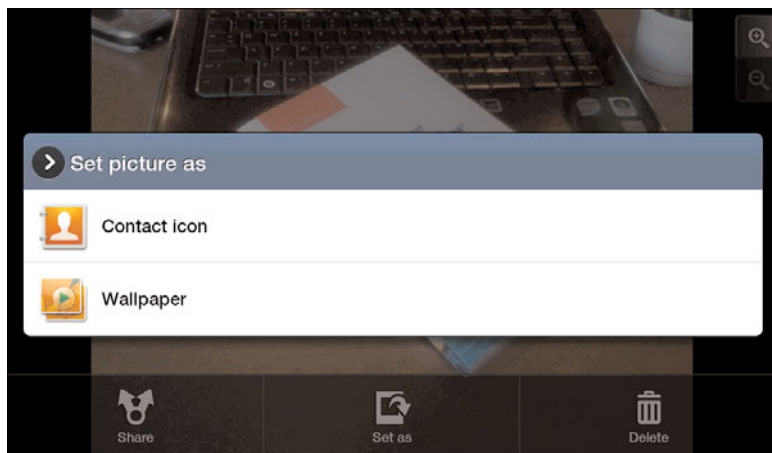 Set picture as
Contact icon
Wallpaper
Share
Set as
Delete